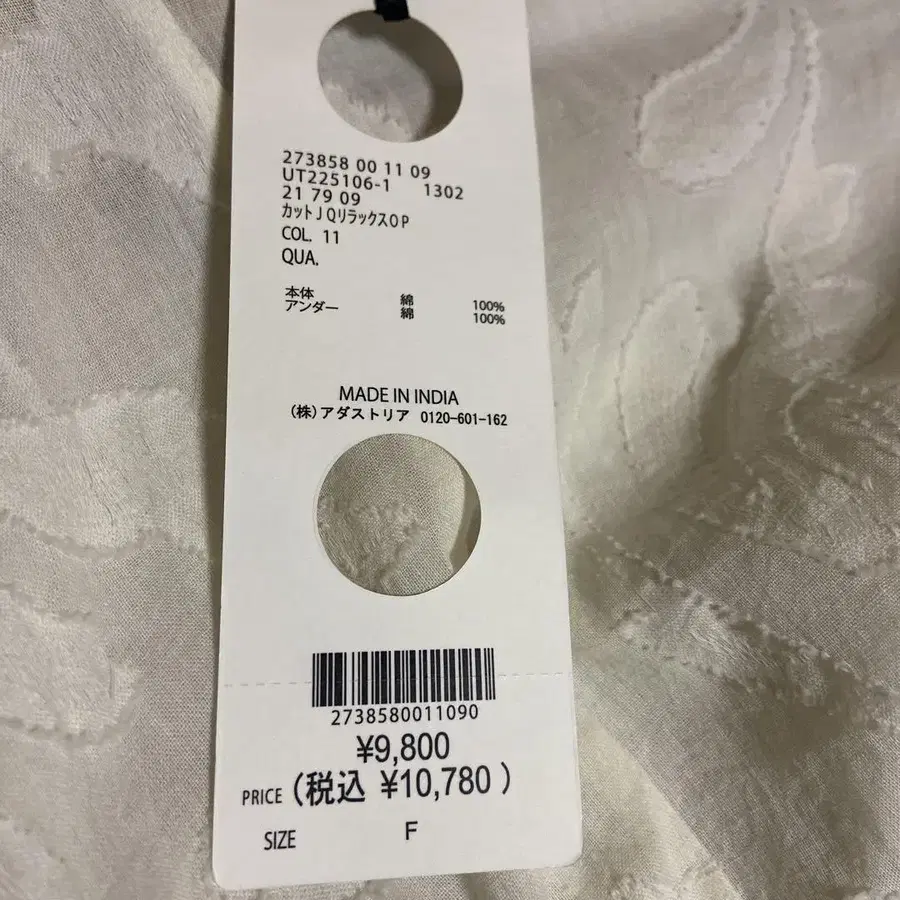 273858 00 11 09
UT225106-1 1302
21 79 09
カットJQリラックスOP
COL. 11
QUA.
本体 綿 100%
アンダー 綿 100%
MADE IN INDIA
(株)アダストリア 0120-601-162
2738580011090
¥9,800
PRICE (税込 ¥10,780 )
SIZE F